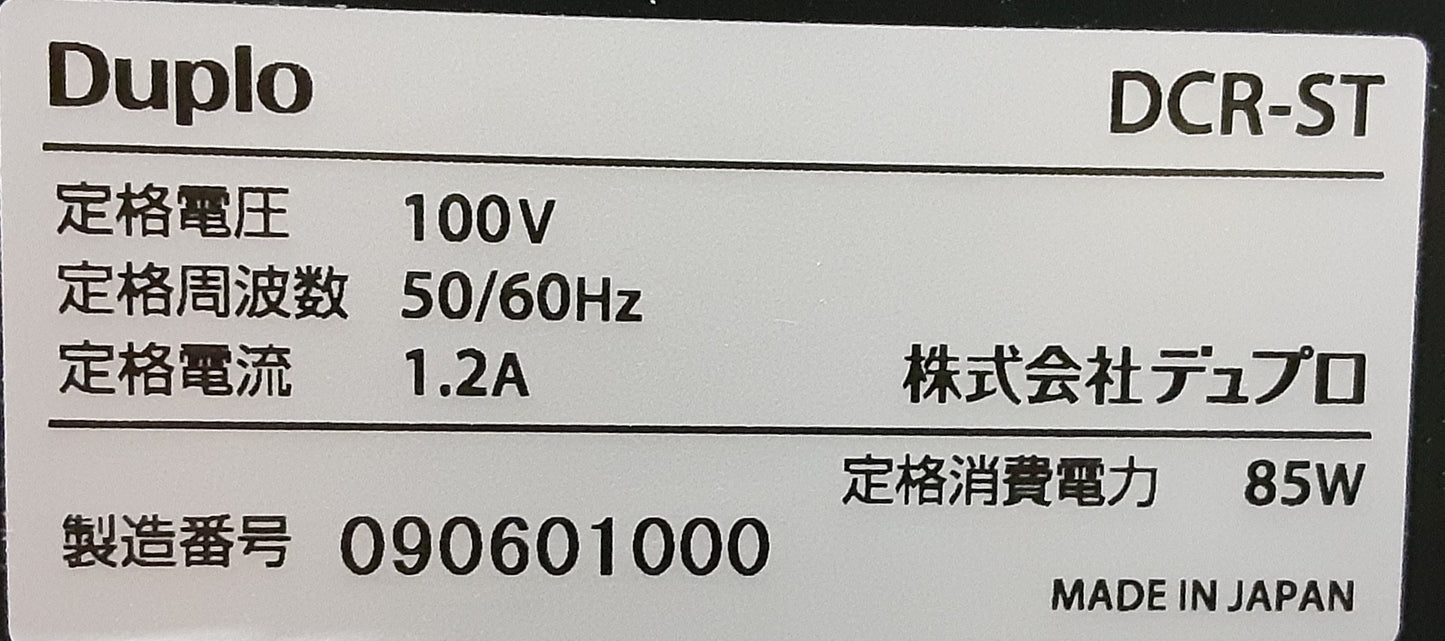 Duplo DCR-ST
定格電圧 100V
定格周波数 50/60Hz
定格電流 1.2A
株式会社デュプロ
定格消費電力 85W
製造番号 090601000
MADE IN JAPAN